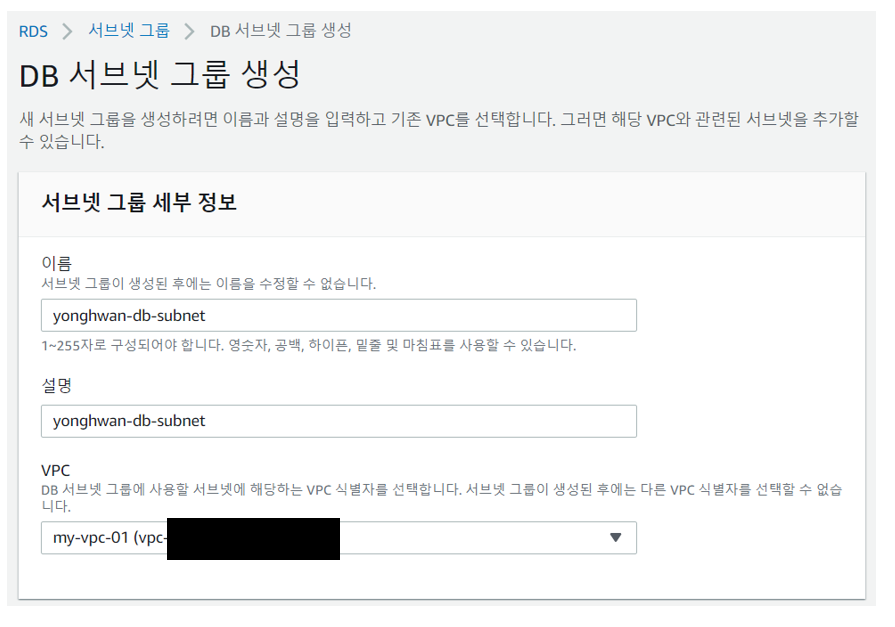 RDS > 서브넷 그룹 > DB 서브넷 그룹 생성
DB 서브넷 그룹 생성
새 서브넷 그룹을 생성하려면 이름과 설명을 입력하고 기존 VPC를 선택합니다. 그러면 해당 VPC와 관련된 서브넷을 추가할
수 있습니다.
서브넷 그룹 세부 정보
이름
서브넷 그룹이 생성된 후에는 이름을 수정할 수 없습니다.
yonghwan-db-subnet
1~255자로 구성되어야 합니다. 영숫자, 공백, 하이픈, 밑줄 및 마침표를 사용할 수 있습니다.
설명
yonghwan-db-subnet
VPC
DB 서브넷 그룹에 사용할 서브넷에 해당하는 VPC 식별자를 선택합니다. 서브넷 그룹이 생성된 후에는 다른 VPC 식별자를 선택할 수 없습
니다.
my-vpc-01 (vpc-